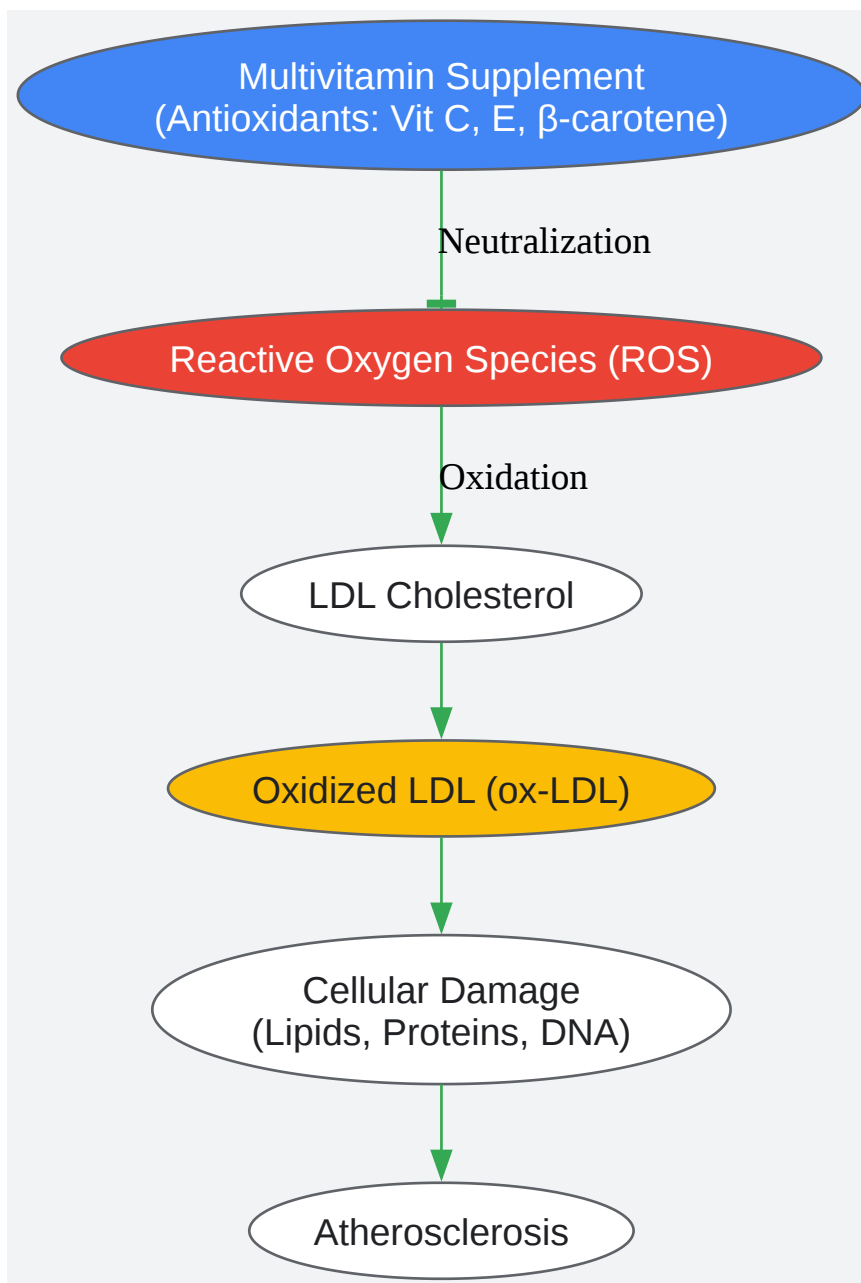 Multivitamin Supplement
(Antioxidants: Vit C, E, β-carotene)
Neutralization
Reactive Oxygen Species (ROS)
Oxidation
LDL Cholesterol
Oxidized LDL (ox-LDL)
Cellular Damage
(Lipids, Proteins, DNA)
Atherosclerosis